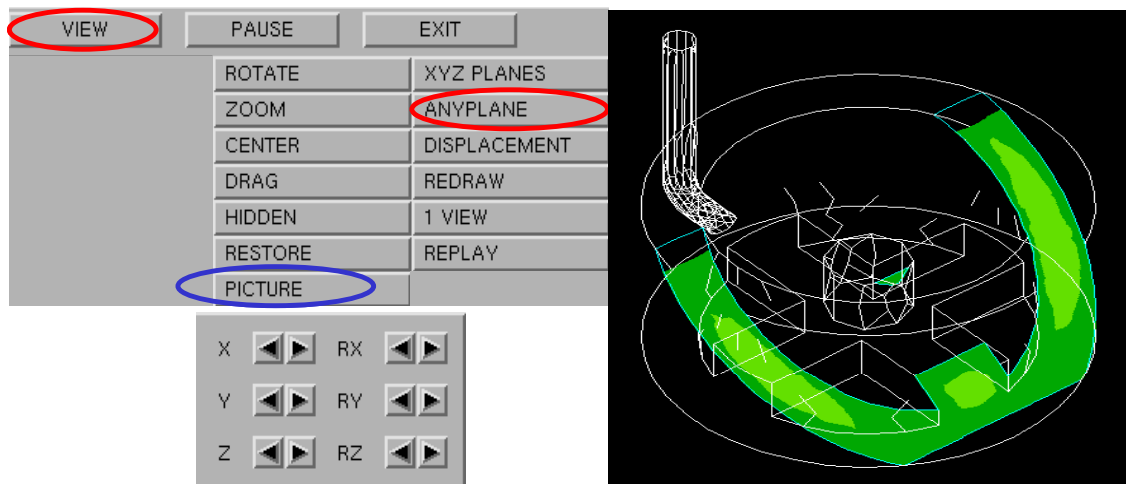 VIEW PAUSE EXIT
ROTATE XYZ PLANES
ZOOM ANYPLANE
CENTER DISPLACEMENT
DRAG REDRAW
HIDDEN 1 VIEW
RESTORE REPLAY
PICTURE
X RX
Y RY
Z RZ